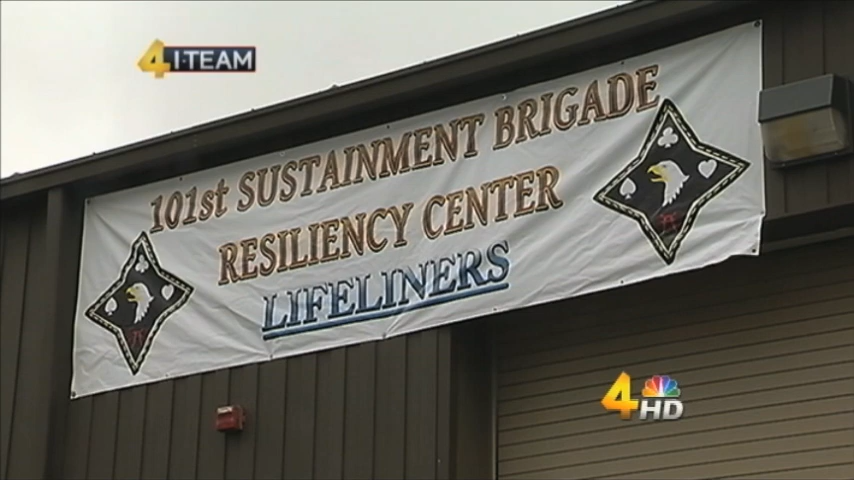 4 I-TEAM
101st SUSTAINMENT BRIGADE
RESILIENCY CENTER
LIFELINERS
4 HD